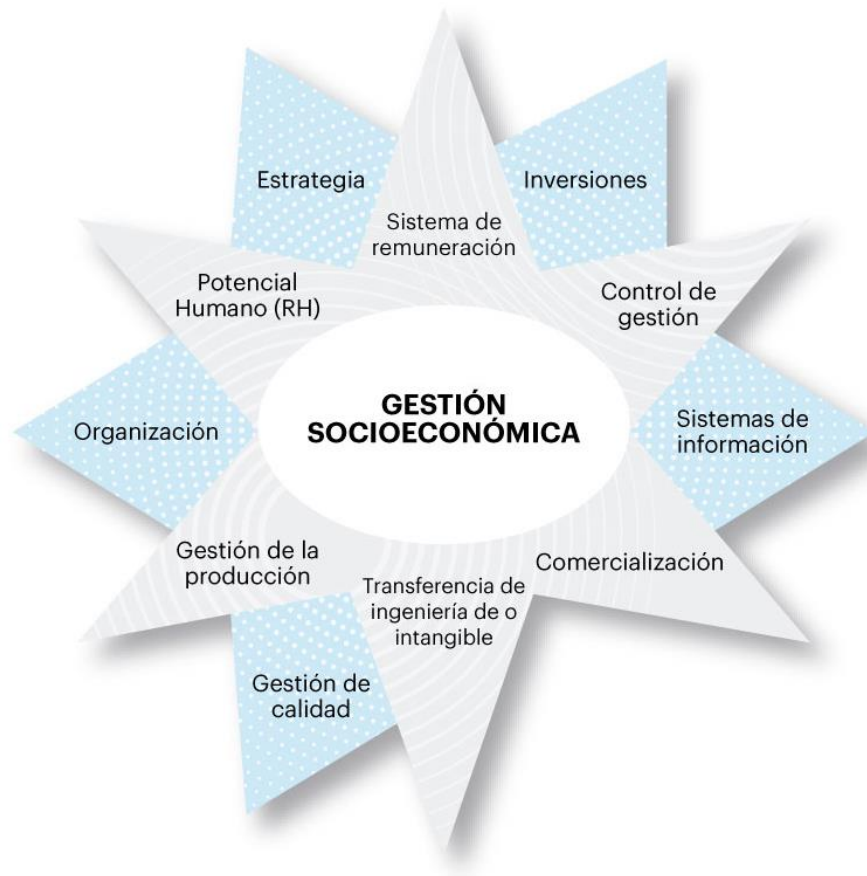 Estrategia
Inversiones
Sistema de
remuneración
Potencial
Humano (RH)
Control de
gestión
GESTIÓN
SOCIOECONÓMICA
Organización
Sistemas de
información
Gestión de la
producción
Transferencia de
ingeniería de o
intangible
Comercialización
Gestión de
calidad